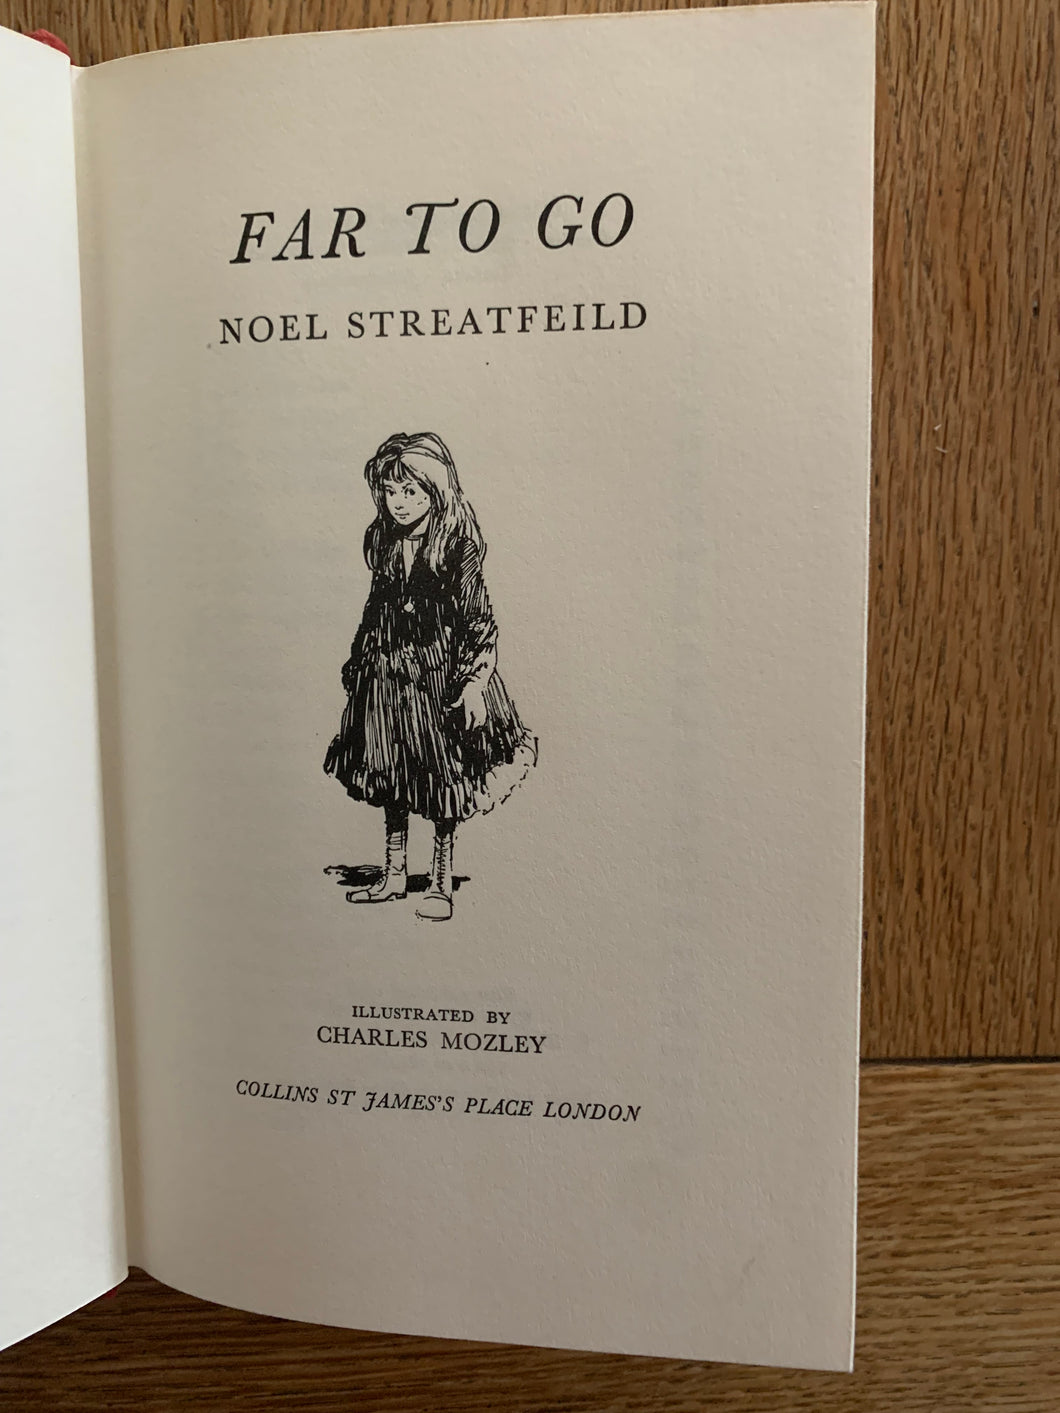 FAR TO GO
NOEL STREATFEILD
ILLUSTRATED BY
CHARLES MOZLEY
COLLINS ST JAMES'S PLACE LONDON